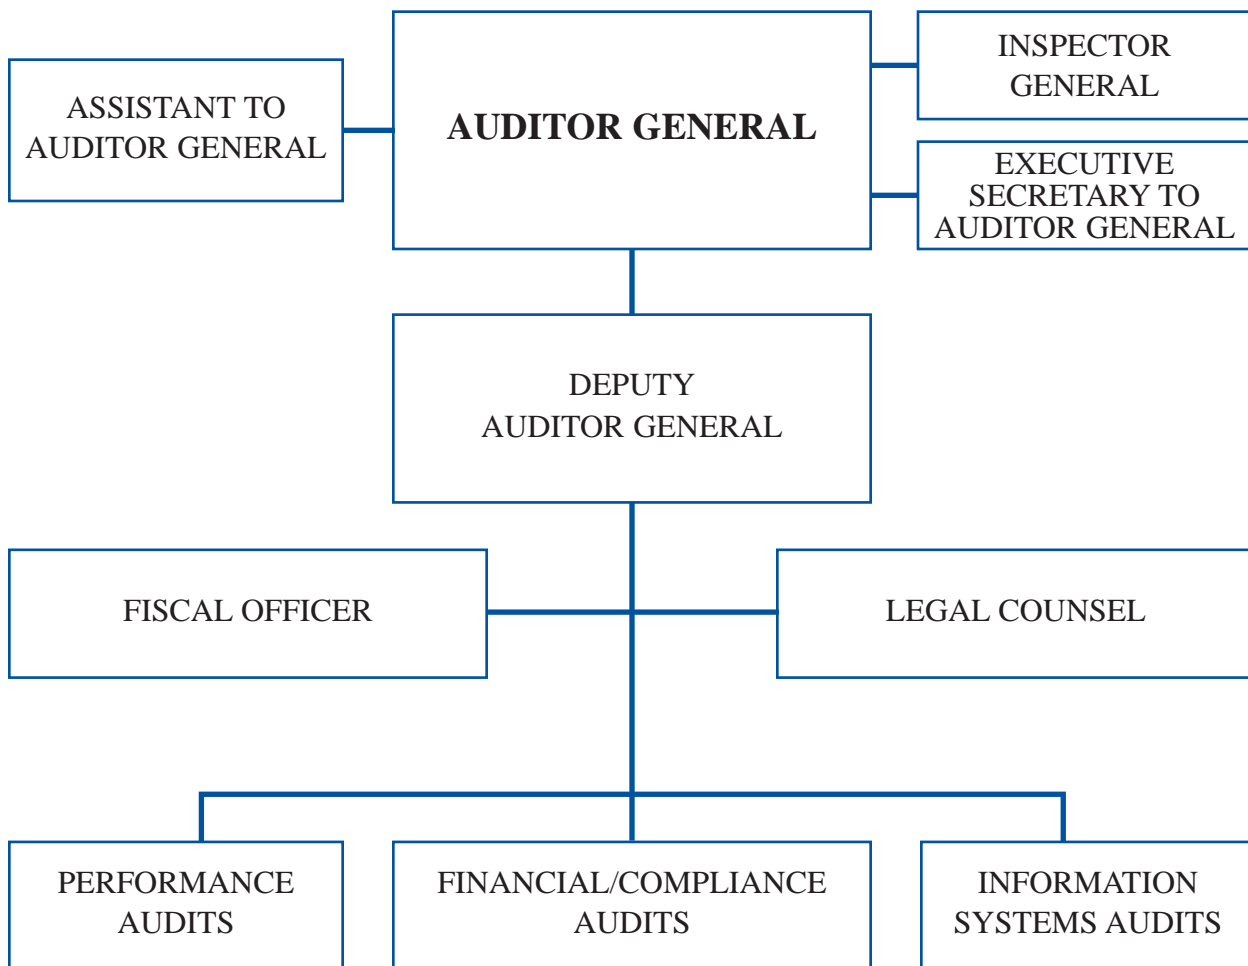 ASSISTANT TO
AUDITOR GENERAL
AUDITOR GENERAL
INSPECTOR
GENERAL
EXECUTIVE
SECRETARY TO
AUDITOR GENERAL
DEPUTY
AUDITOR GENERAL
FISCAL OFFICER
LEGAL COUNSEL
PERFORMANCE
AUDITS
FINANCIAL/COMPLIANCE
AUDITS
INFORMATION
SYSTEMS AUDITS